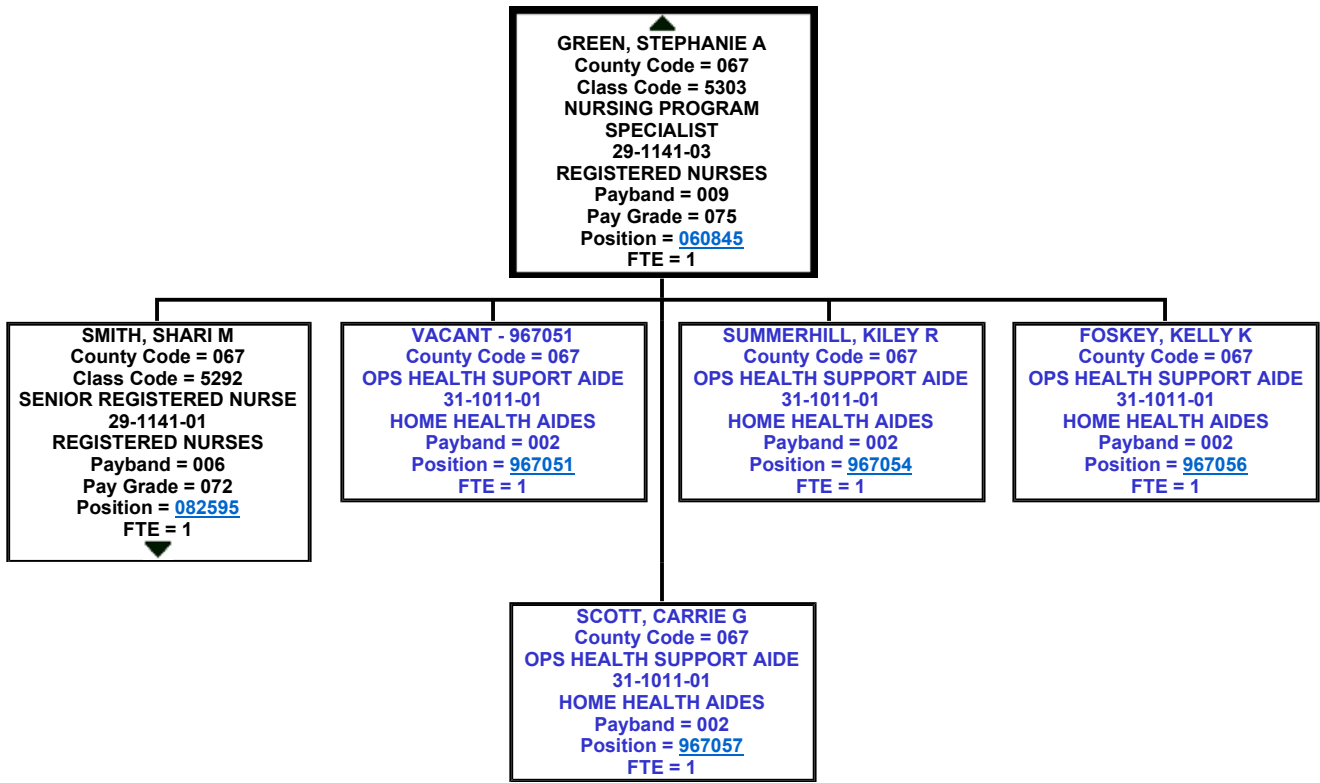 GREEN, STEPHANIE A
County Code = 067
Class Code = 5303
NURSING PROGRAM
SPECIALIST
29-1141-03
REGISTERED NURSES
Payband = 009
Pay Grade = 075
Position = 060845
FTE = 1
SMITH, SHARI M
County Code = 067
Class Code = 5292
SENIOR REGISTERED NURSE
29-1141-01
REGISTERED NURSES
Payband = 006
Pay Grade = 072
Position = 082595
FTE = 1
VACANT - 967051
County Code = 067
OPS HEALTH SUPORT AIDE
31-1011-01
HOME HEALTH AIDES
Payband = 002
Position = 967051
FTE = 1
SUMMERHILL, KILEY R
County Code = 067
OPS HEALTH SUPPORT AIDE
31-1011-01
HOME HEALTH AIDES
Payband = 002
Position = 967054
FTE = 1
FOSKEY, KELLY K
County Code = 067
OPS HEALTH SUPPORT AIDE
31-1011-01
HOME HEALTH AIDES
Payband = 002
Position = 967056
FTE = 1
SCOTT, CARRIE G
County Code = 067
OPS HEALTH SUPPORT AIDE
31-1011-01
HOME HEALTH AIDES
Payband = 002
Position = 967057
FTE = 1